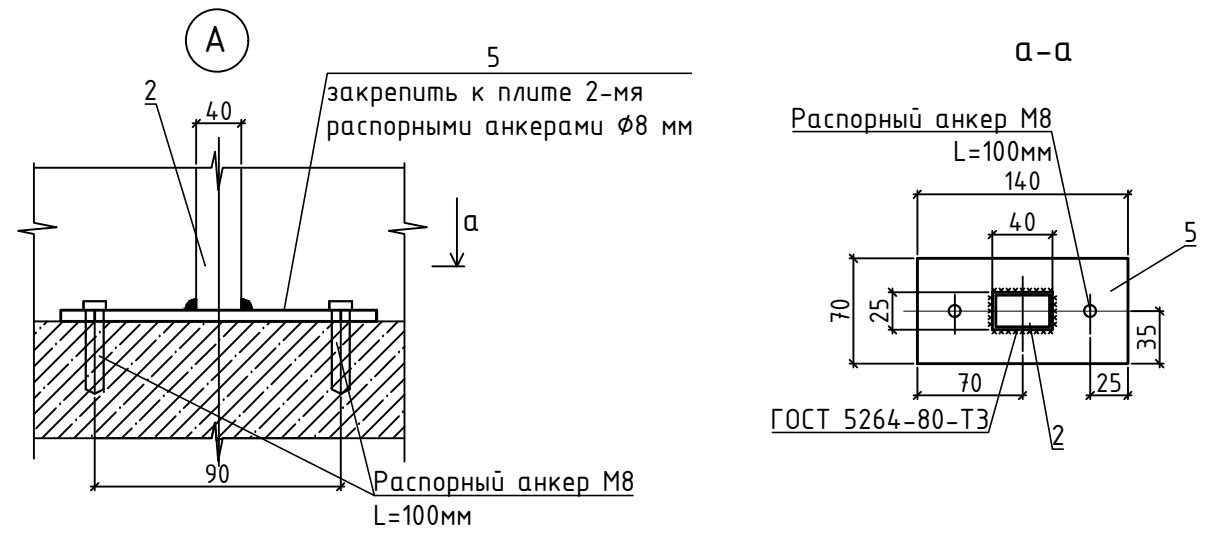 А
5
2
закрепить к плите 2-мя
распорными анкерами Ø8 мм
40
а
90
Распорный анкер М8
L=100мм
а-а
Распорный анкер М8
L=100мм
140
40
5
70
25
35
70
25
ГОСТ 5264-80-Т3
2